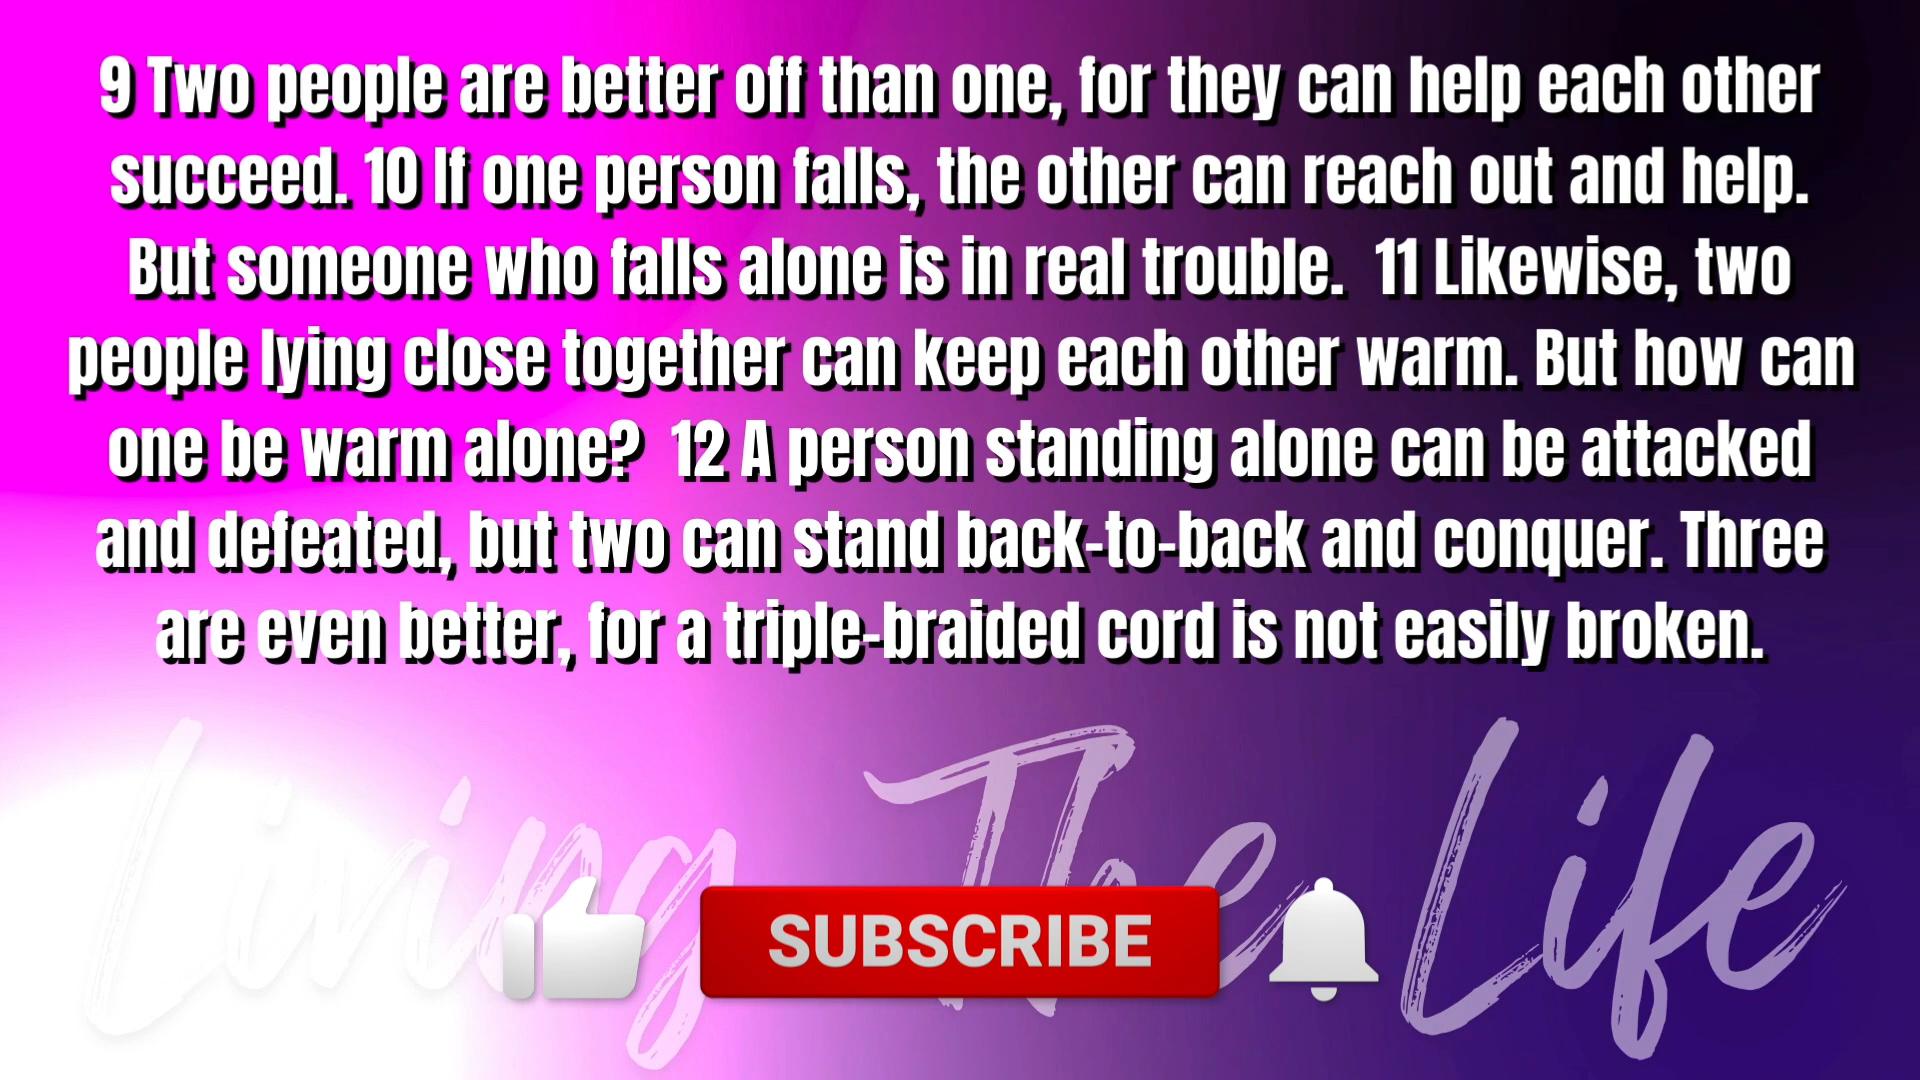 9 Two people are better off than one, for they can help each other
succeed. 10 If one person falls, the other can reach out and help.
But someone who falls alone is in real trouble.  11 Likewise, two
people lying close together can keep each other warm. But how can
one be warm alone?  12 A person standing alone can be attacked
and defeated, but two can stand back-to-back and conquer. Three
are even better, for a triple-braided cord is not easily broken.
Living The Life
SUBSCRIBE